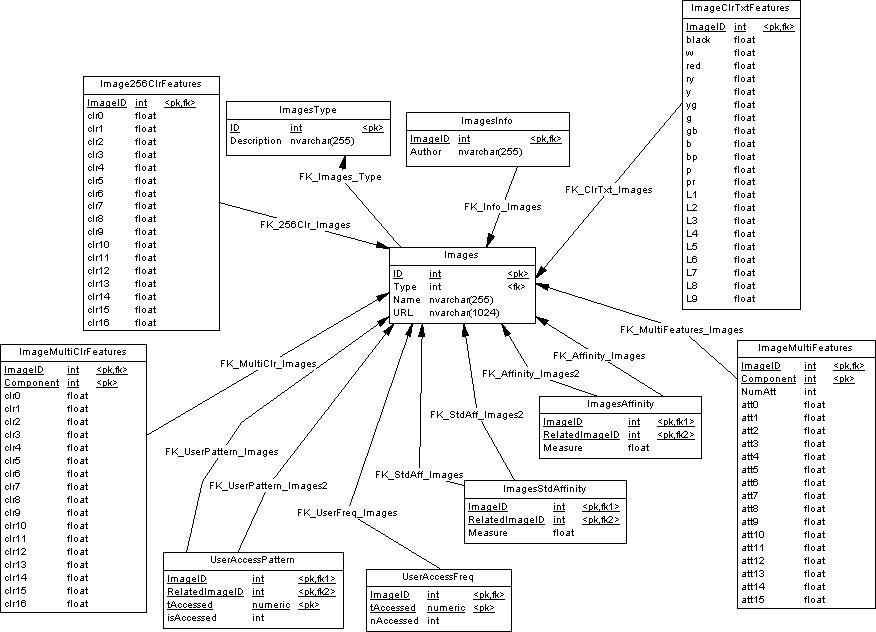 ImageClrTxtFeatures
ImageID int <pk,fk>
black float
w float
red float
ry float
y float
yg float
g float
gb float
b float
bp float
p float
pr float
L1 float
L2 float
L3 float
L4 float
L5 float
L6 float
L7 float
L8 float
L9 float
Image256ClrFeatures
ImageID int <pk,fk>
clr0 float
clr1 float
clr2 float
clr3 float
clr4 float
clr5 float
clr6 float
clr7 float
clr8 float
clr9 float
clr10 float
clr11 float
clr12 float
clr13 float
clr14 float
clr15 float
clr16 float
ImagesType
ID int <pk>
Description nvarchar(255)
ImagesInfo
ImageID int <pk,fk>
Author nvarchar(255)
FK_Images_Type
FK_ClrTxt_Images
FK_Info_Images
FK_256Clr_Images
Images
ID int <pk>
Type int <fk>
Name nvarchar(255)
URL nvarchar(1024)
FK_MultiFeatures_Images
FK_MultiClr_Images
FK_Affinity_Images
FK_Affinity_Images2
FK_StdAff_Images2
FK_UserPattern_Images
FK_StdAff_Images
FK_UserPattern_Images2
FK_UserFreq_Images
ImageMultiClrFeatures
ImageID int <pk,fk>
Component int <pk>
clr0 float
clr1 float
clr2 float
clr3 float
clr4 float
clr5 float
clr6 float
clr7 float
clr8 float
clr9 float
clr10 float
clr11 float
clr12 float
clr13 float
clr14 float
clr15 float
clr16 float
ImageMultiFeatures
ImageID int <pk,fk>
Component int <pk>
NumAtt int
att0 float
att1 float
att2 float
att3 float
att4 float
att5 float
att6 float
att7 float
att8 float
att9 float
att10 float
att11 float
att12 float
att13 float
att14 float
att15 float
ImagesAffinity
ImageID int <pk,fk1>
RelatedImageID int <pk,fk2>
Measure float
ImagesStdAffinity
ImageID int <pk,fk1>
RelatedImageID int <pk,fk2>
Measure float
UserAccessPattern
ImageID int <pk,fk1>
RelatedImageID int <pk,fk2>
tAccessed numeric <pk>
isAccessed int
UserAccessFreq
ImageID int <pk,fk>
tAccessed numeric <pk>
nAccessed int